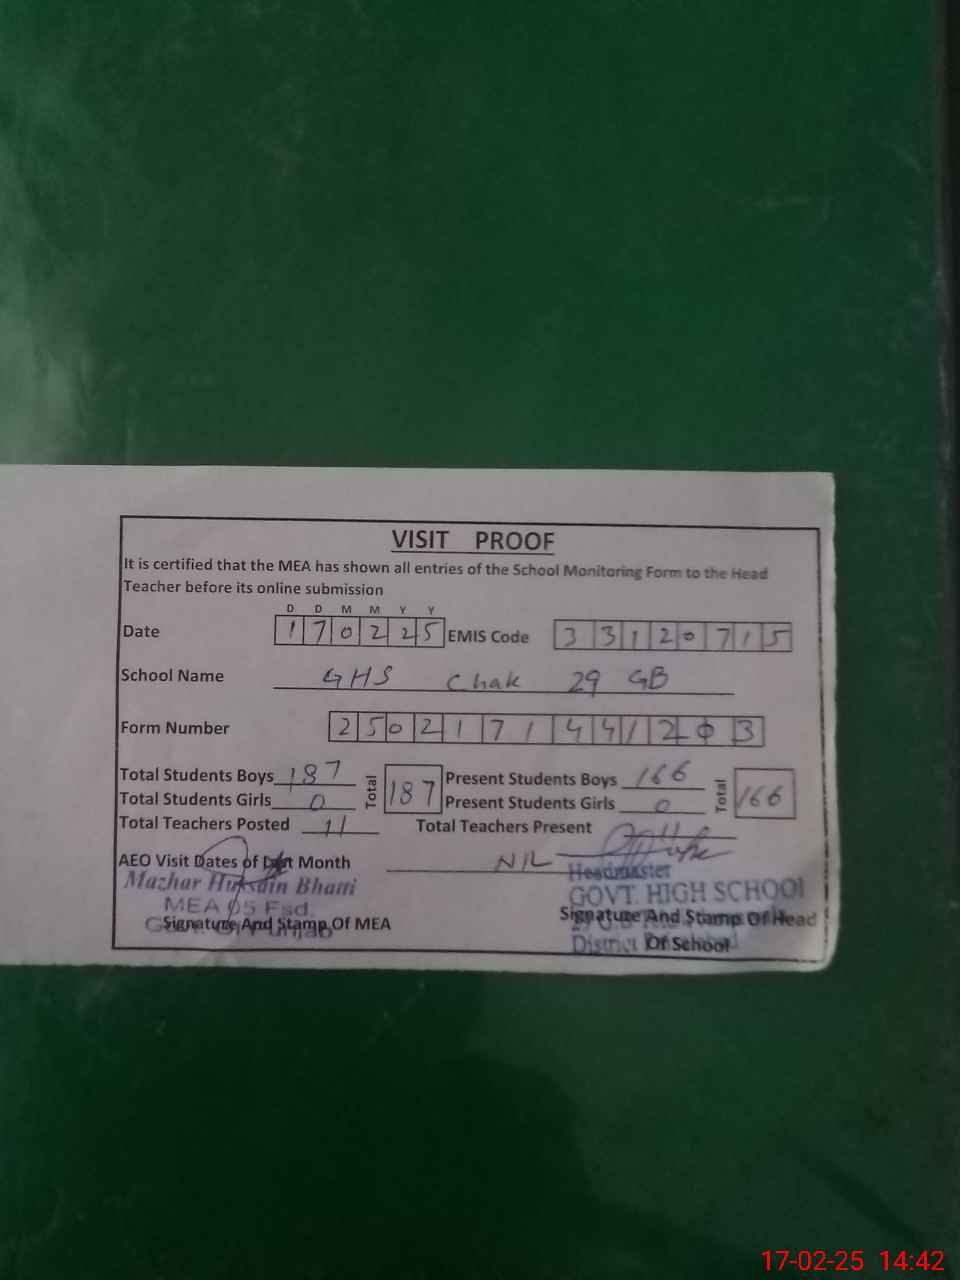 VISIT PROOF
It is certified that the MEA has shown all entries of the School Monitoring Form to the Head
Teacher before its online submission
D D M M Y Y
Date 1 7 0 2 2 5 EMIS Code 3 3 1 2 0 7 1 5
School Name GHS Chak 29 GB
Form Number 2 5 0 2 1 7 1 4 4 1 2 0 3
Total Students Boys 187 Total 187 Present Students Boys 166 Total 166
Total Students Girls 0 Present Students Girls 0
Total Teachers Posted 11 Total Teachers Present
AEO Visit Dates of Last Month NIL
Mazhar Hussain Bhatti Headmaster
MEA 05 Fsd. GOVT. HIGH SCHOOL
Govt. Of Punjab
Signature And Stamp Of MEA Signature And Stamp Of Head
District
Of School
17-02-25 14:42